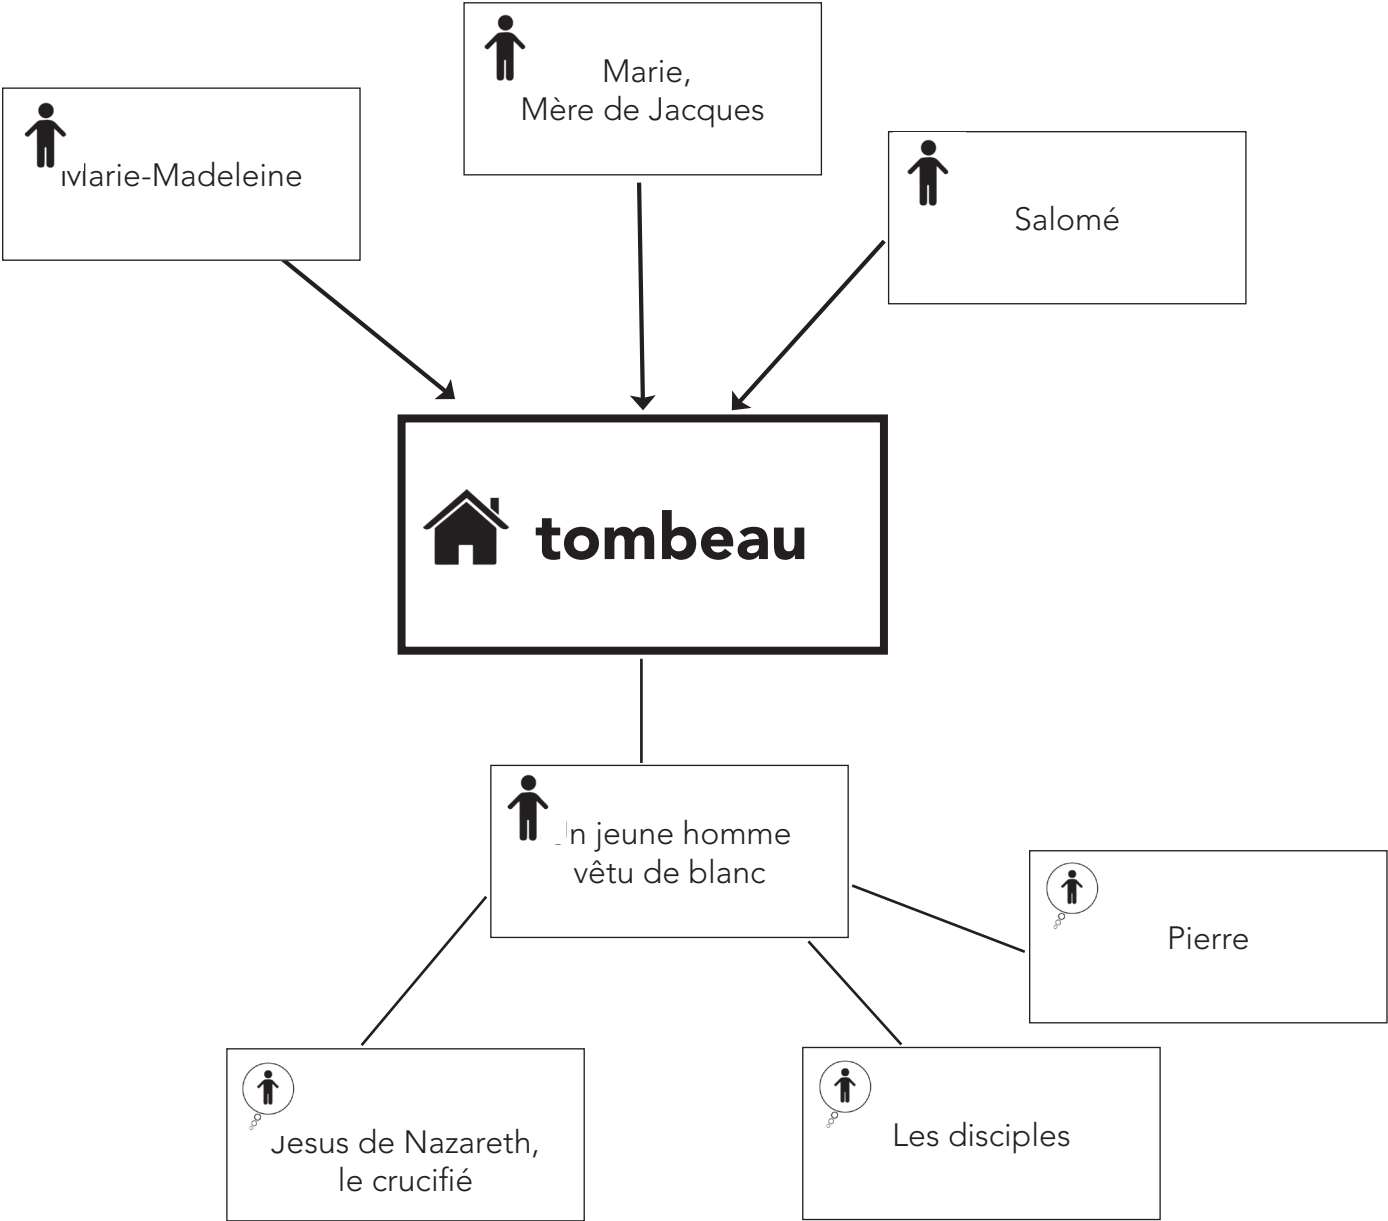 Marie,
Mère de Jacques
Marie-Madeleine
Salomé
tombeau
Un jeune homme
vêtu de blanc
Pierre
Les disciples
Jesus de Nazareth,
le crucifié